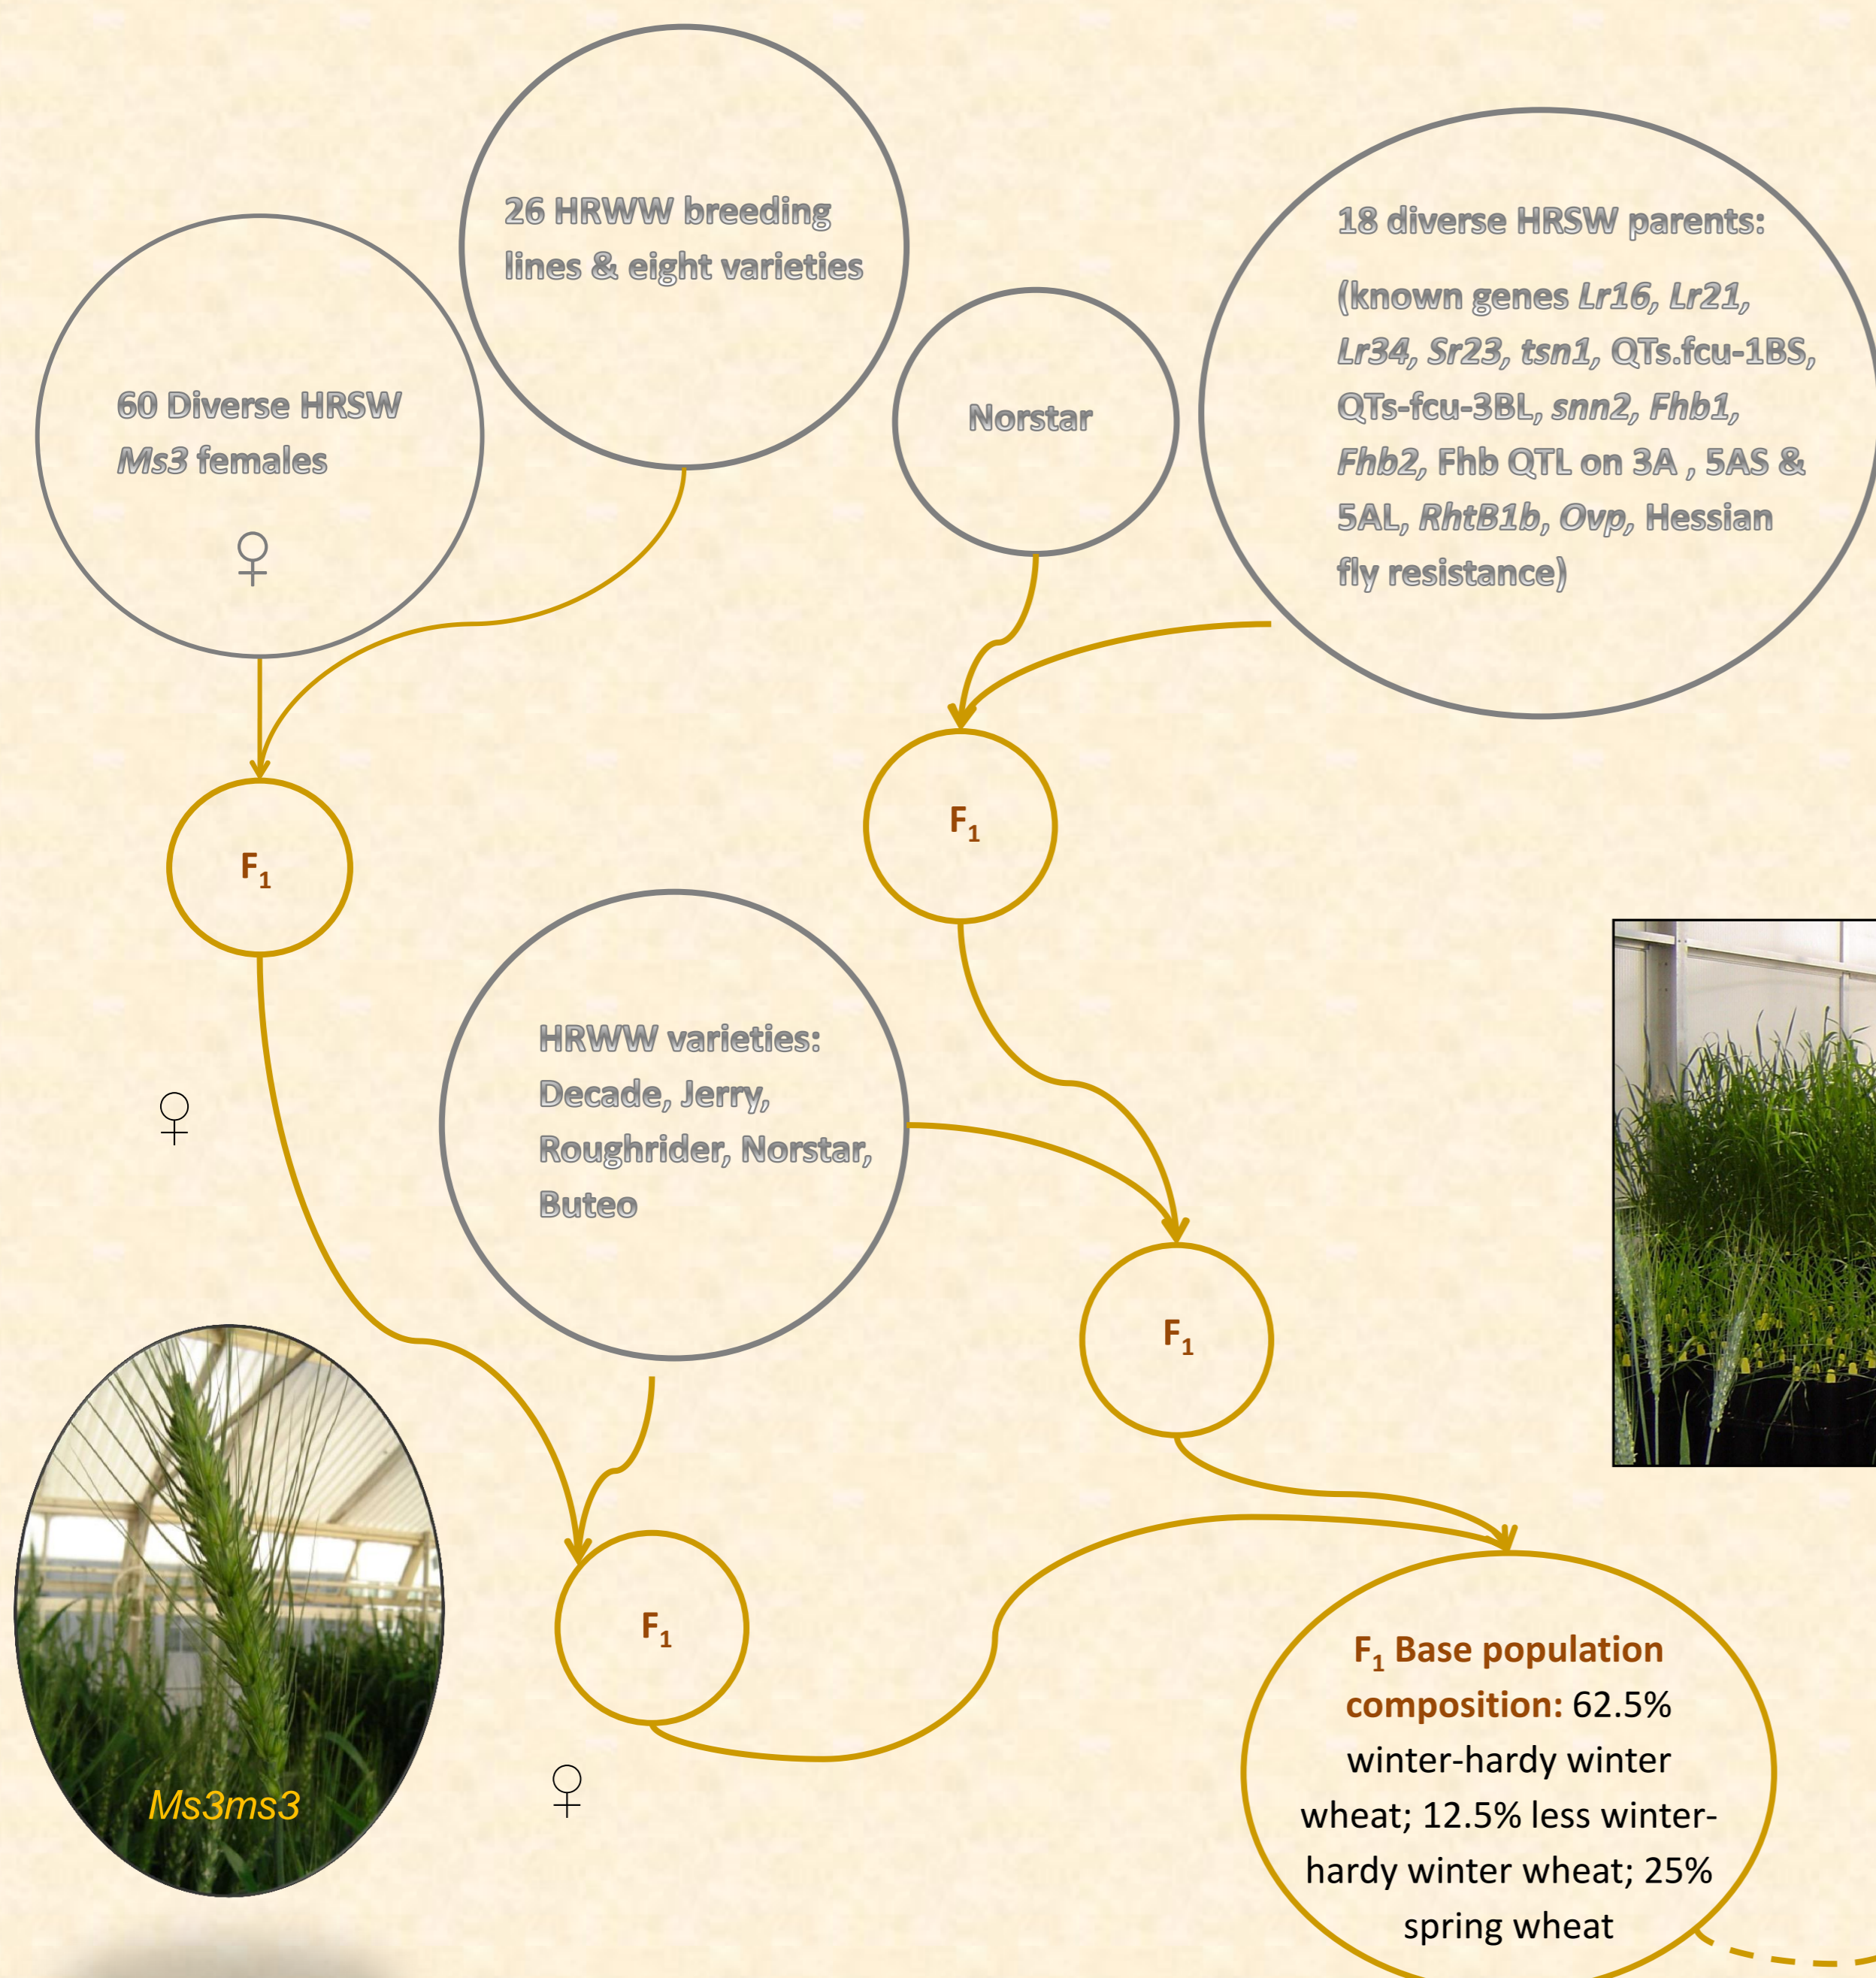 26 HRWW breeding
lines & eight varieties
18 diverse HRSW parents:
(known genes Lr16, Lr21,
Lr34, Sr23, tsn1, QTs.fcu-1BS,
QTs-fcu-3BL, snn2, Fhb1,
Fhb2, Fhb QTL on 3A , 5AS &
5AL, RhtB1b, Ovp, Hessian
fly resistance)
60 Diverse HRSW
Ms3 females
♀
Norstar
F₁
F₁
HRWW varieties:
Decade, Jerry,
Roughrider, Norstar,
Buteo
♀
F₁
F₁
♀
Ms3ms3
F₁ Base population
composition: 62.5%
winter-hardy winter
wheat; 12.5% less winter-
hardy winter wheat; 25%
spring wheat